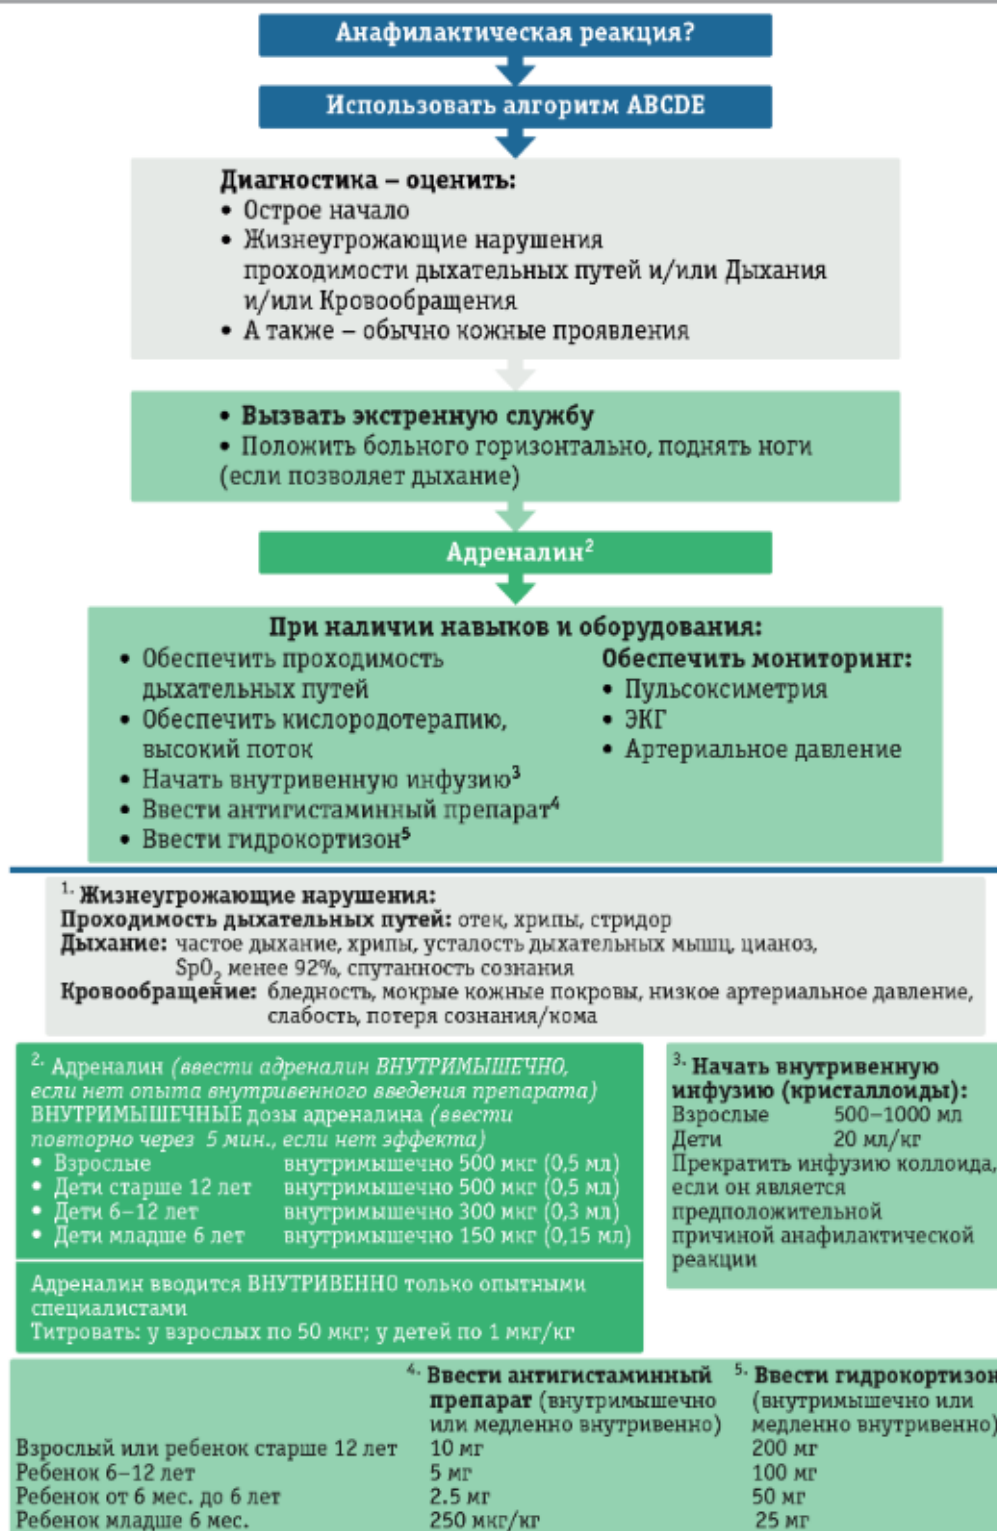 Анафилактическая реакция?
Использовать алгоритм ABCDE
Диагностика – оценить:
• Острое начало
• Жизнеугрожающие нарушения
проходимости дыхательных путей и/или Дыхания
и/или Кровообращения
• А также – обычно кожные проявления
• Вызвать экстренную службу
• Положить больного горизонтально, поднять ноги
(если позволяет дыхание)
Адреналин²
При наличии навыков и оборудования:
• Обеспечить проходимость
дыхательных путей
• Обеспечить кислородотерапию,
высокий поток
• Начать внутривенную инфузию³
• Ввести антигистаминный препарат⁴
• Ввести гидрокортизон⁵
Обеспечить мониторинг:
• Пульсоксиметрия
• ЭКГ
• Артериальное давление
¹· Жизнеугрожающие нарушения:
Проходимость дыхательных путей: отек, хрипы, стридор
Дыхание: частое дыхание, хрипы, усталость дыхательных мышц, цианоз,
SpO₂ менее 92%, спутанность сознания
Кровообращение: бледность, мокрые кожные покровы, низкое артериальное давление,
слабость, потеря сознания/кома
²· Адреналин (ввести адреналин ВНУТРИМЫШЕЧНО,
если нет опыта внутривенного введения препарата)
ВНУТРИМЫШЕЧНЫЕ дозы адреналина (ввести
повторно через 5 мин., если нет эффекта)
• Взрослые внутримышечно 500 мкг (0,5 мл)
• Дети старше 12 лет внутримышечно 500 мкг (0,5 мл)
• Дети 6–12 лет внутримышечно 300 мкг (0,3 мл)
• Дети младше 6 лет внутримышечно 150 мкг (0,15 мл)
Адреналин вводится ВНУТРИВЕННО только опытными
специалистами
Титровать: у взрослых по 50 мкг; у детей по 1 мкг/кг
³· Начать внутривенную
инфузию (кристаллоиды):
Взрослые 500–1000 мл
Дети 20 мл/кг
Прекратить инфузию коллоида,
если он является
предположительной
причиной анафилактической
реакции
⁴· Ввести антигистаминный ⁵· Ввести гидрокортизон
препарат (внутримышечно (внутримышечно или
или медленно внутривенно) медленно внутривенно)
Взрослый или ребенок старше 12 лет 10 мг 200 мг
Ребенок 6–12 лет 5 мг 100 мг
Ребенок от 6 мес. до 6 лет 2.5 мг 50 мг
Ребенок младше 6 мес. 250 мкг/кг 25 мг